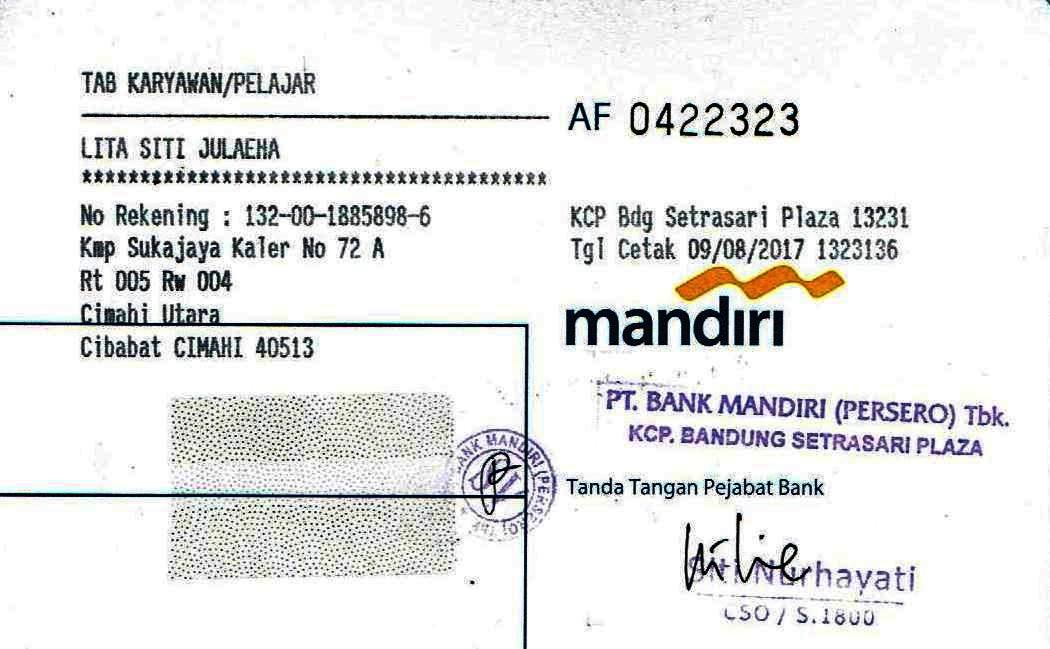 TAB KARYAWAN/PELAJAR
AF 0422323
LITA SITI JULAEHA
****************************************
No Rekening : 132-00-1885898-6
Kmp Sukajaya Kaler No 72 A
Rt 005 Rw 004
Cimahi Utara
Cibabat CIMAHI 40513
KCP Bdg Setrasari Plaza 13231
Tgl Cetak 09/08/2017 1323136
mandiri
PT. BANK MANDIRI (PERSERO) Tbk.
KCP. BANDUNG SETRASARI PLAZA
BANK MANDIRI (PERSERO) Tbk
Tanda Tangan Pejabat Bank
Nurhayati
CSO / S.1800